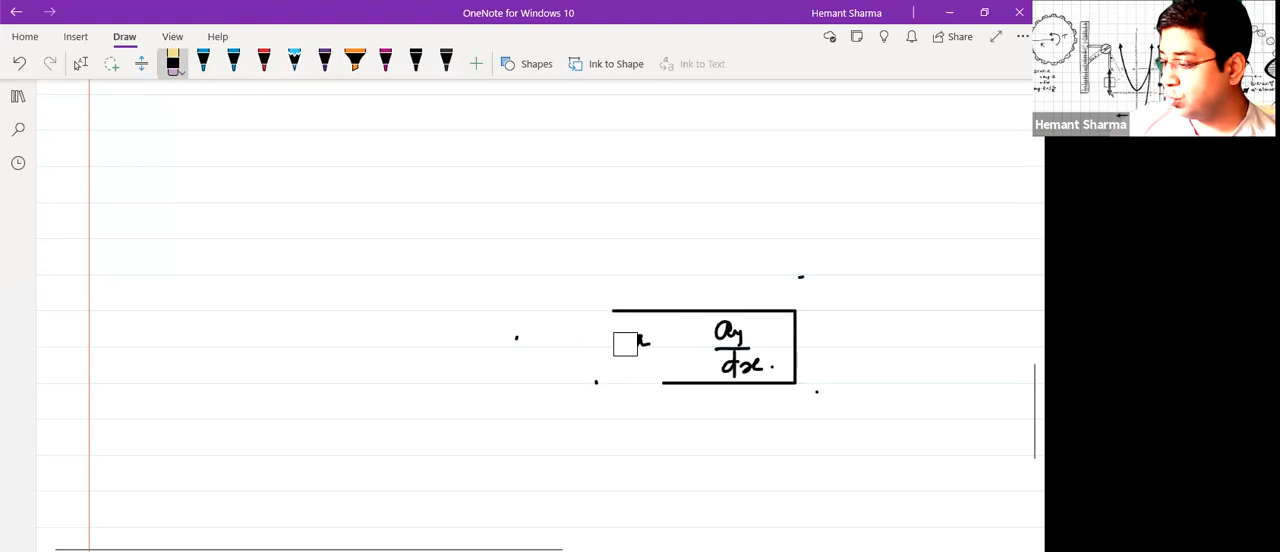 OneNote for Windows 10
Hemant Sharma
Home Insert Draw View Help
Share
Shapes
Ink to Shape
Ink to Text
Hemant Sharma
dy
dx